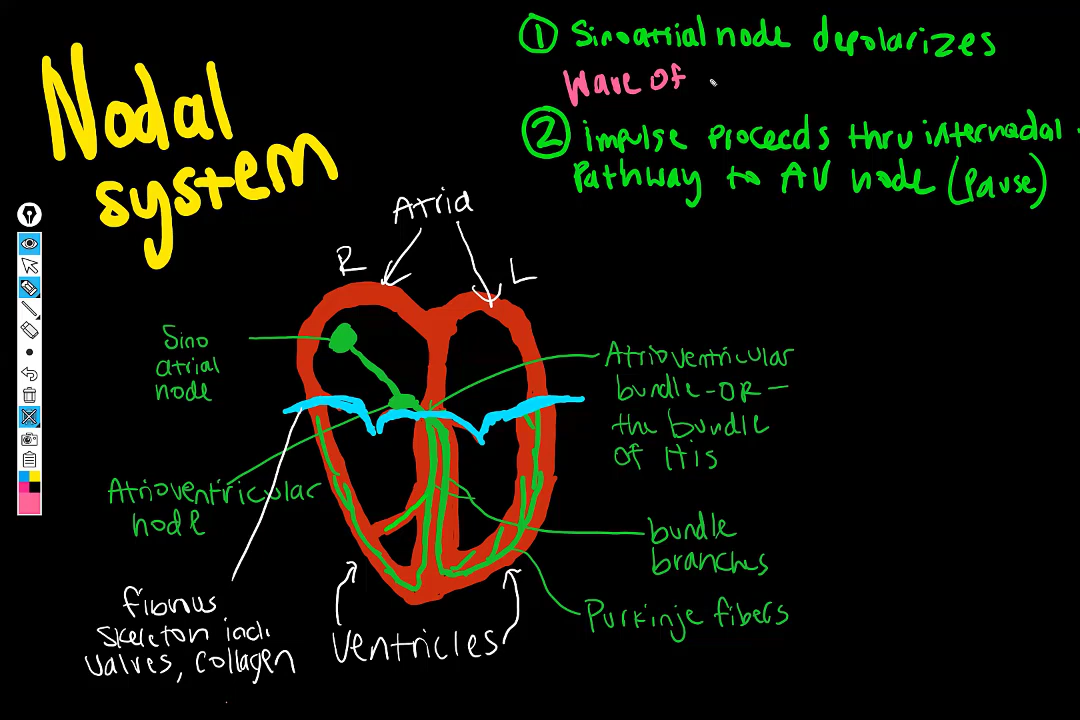 Nodal
system
① Sinoatrial node depolarizes
Wave of
② impulse proceeds thru internodal
Pathway to AV node (Pause)
Atria
R
L
Sino
atrial
node
Atrioventricular
bundle-OR-
the bundle
of His
Atrioventricular
node
bundle
branches
Purkinje fibers
fibrius
skeleton incl.
valves, collagen
Ventricles